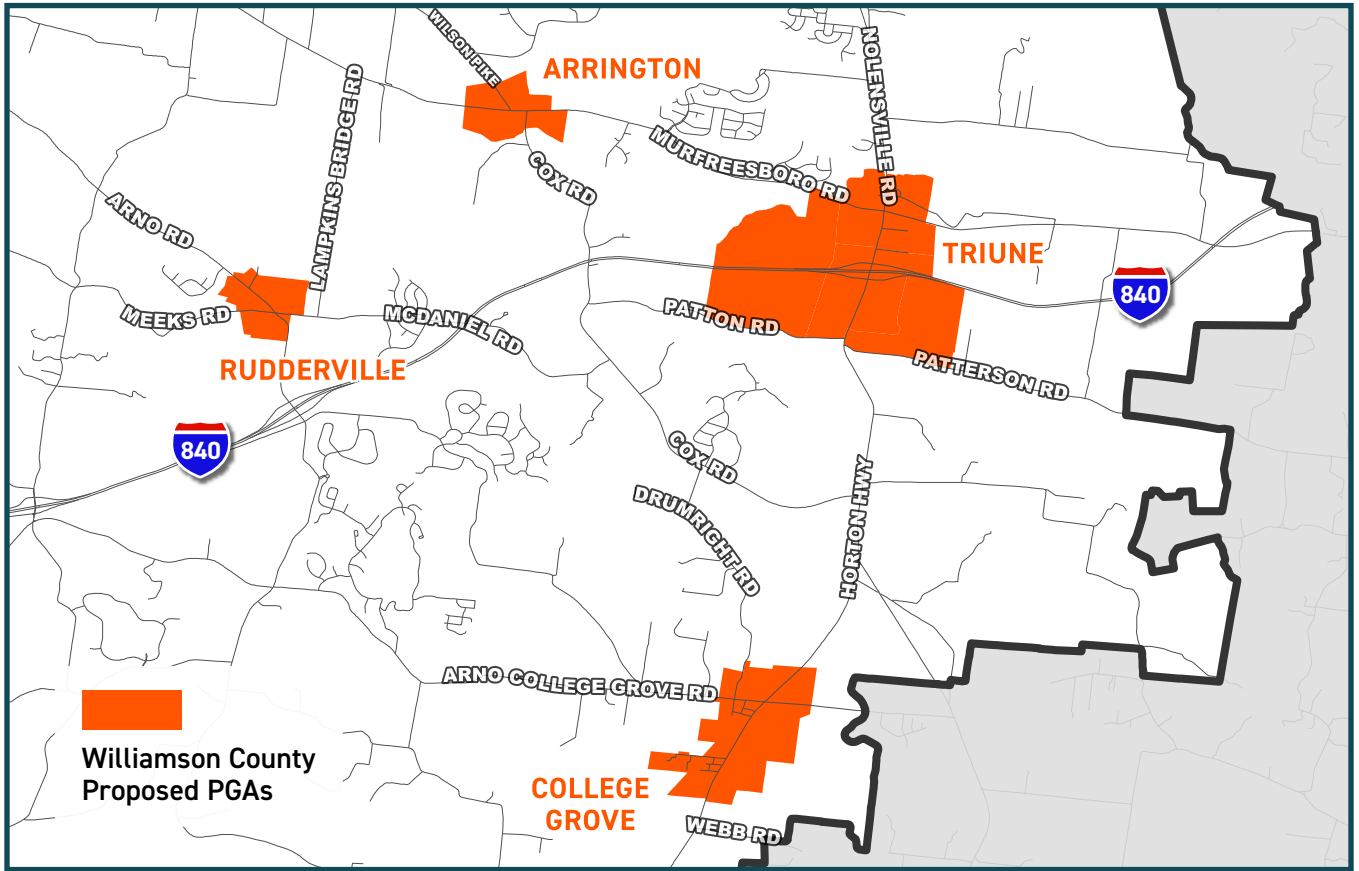 WILSON PIKE
ARRINGTON
NOLENSVILLE RD
LAMPKINS BRIDGE RD
MURFREESBORO RD
COX RD
ARNO RD
TRIUNE
840
MEEKS RD
MCDANIEL RD
PATTON RD
RUDDERVILLE
PATTERSON RD
840
COX RD
DRUMRIGHT RD
HORTON HWY
ARNO COLLEGE GROVE RD
Williamson County
Proposed PGAs
COLLEGE
GROVE
WEBB RD